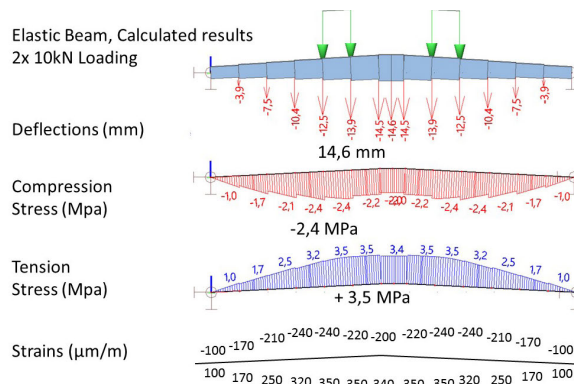 Elastic Beam, Calculated results
2x 10kN Loading
-3,9 -7,5 -10,4 -12,5 -13,9 -14,5 -14,6 -14,5 -13,9 -12,5 -10,4 -7,5 -3,9
Deflections (mm)
14,6 mm
Compression
Stress (Mpa)
-1,0 -1,7 -2,1 -2,4 -2,4 -2,2 -2,2 -2,4 -2,4 -2,1 -1,7 -1,0
-2,4 MPa
Tension
Stress (Mpa)
1,0 1,7 2,5 3,2 3,5 3,5 3,4 3,5 3,5 3,2 2,5 1,7 1,0
+ 3,5 MPa
Strains (μm/m)
-100 -170 -210 -240 -240 -220 -200 -220 -240 -240 -210 -170 -100
100 170 250 320 350 350 340 350 350 320 250 170 100